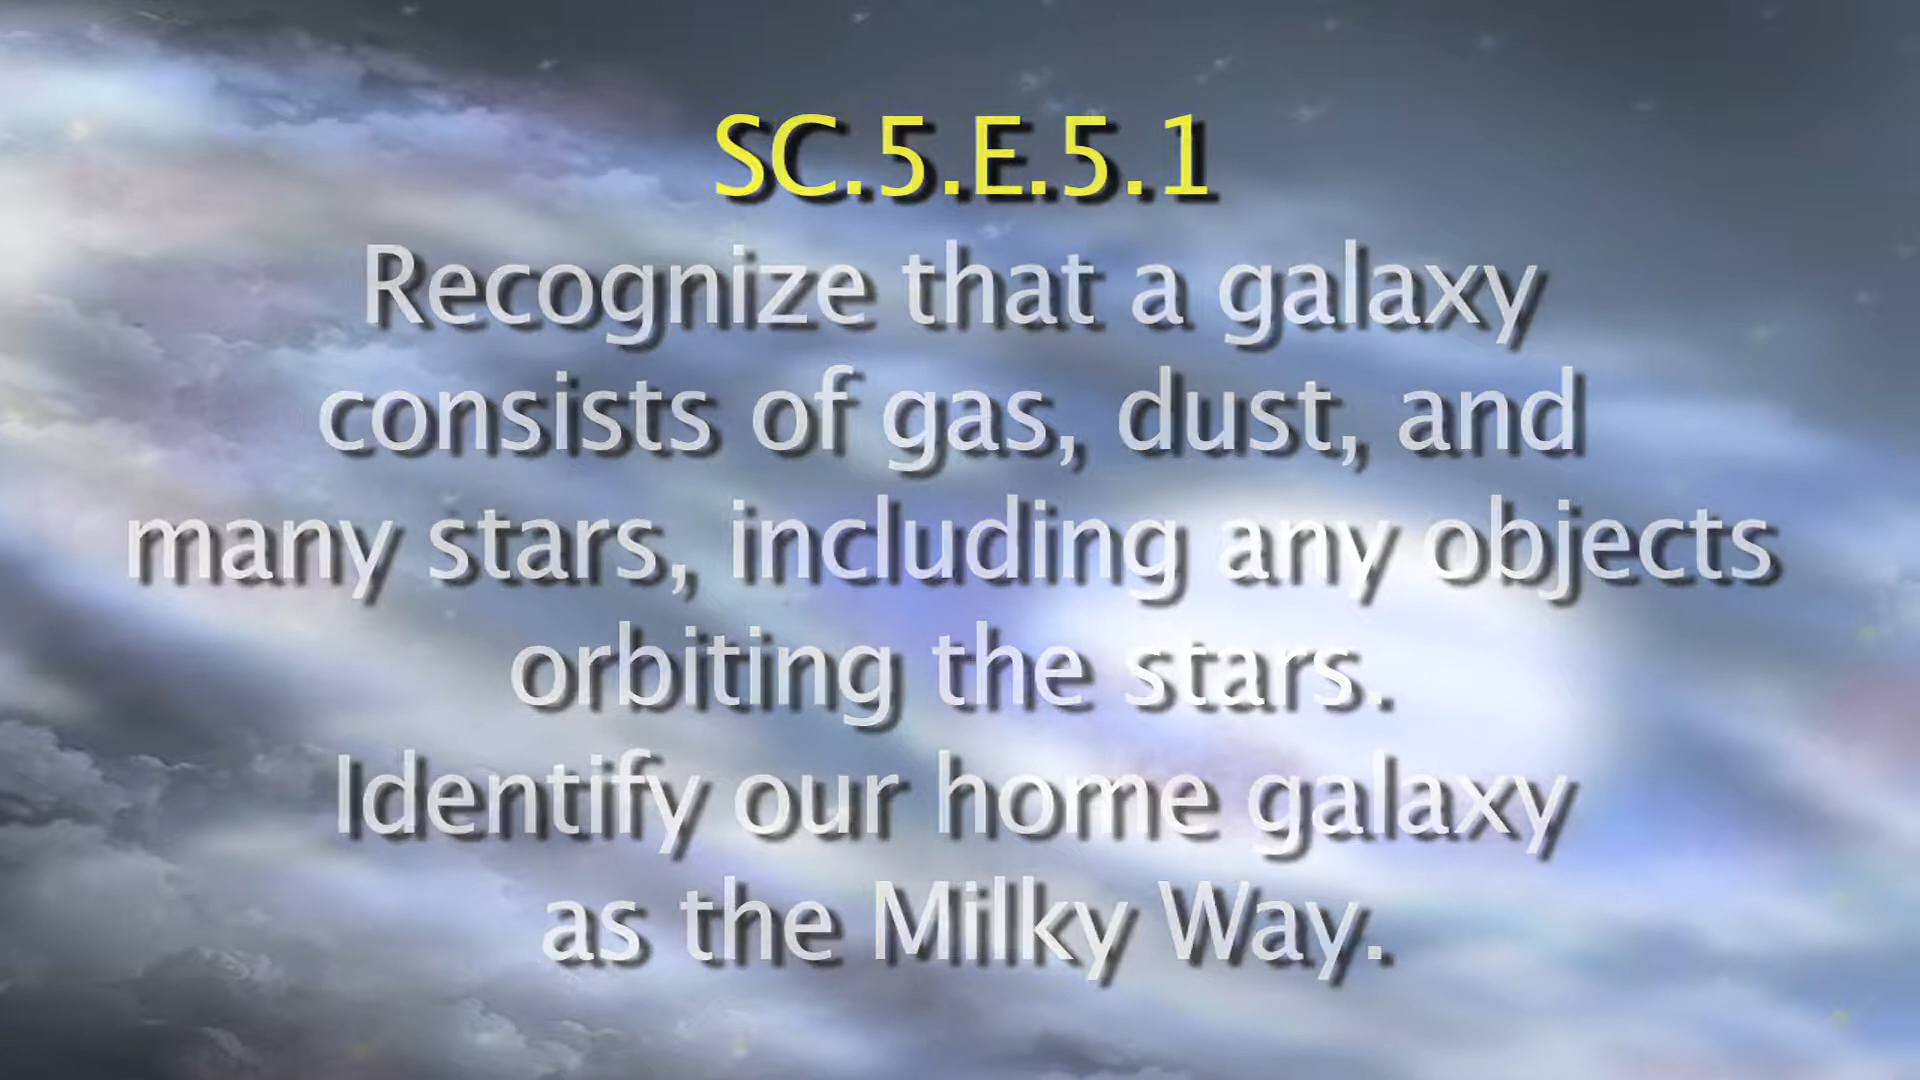 SC.5.E.5.1
Recognize that a galaxy
consists of gas, dust, and
many stars, including any objects
orbiting the stars.
Identify our home galaxy
as the Milky Way.